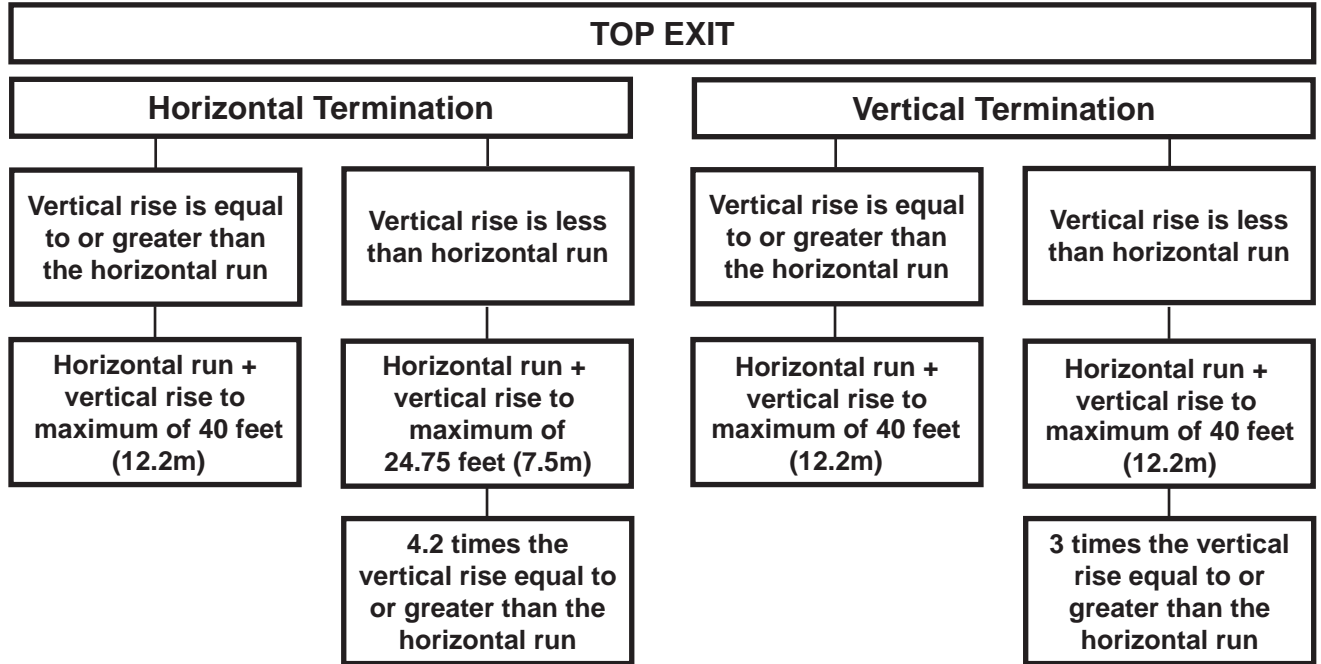 TOP EXIT
Horizontal Termination
Vertical rise is equal
to or greater than
the horizontal run
Horizontal run +
vertical rise to
maximum of 40 feet
(12.2m)
Vertical rise is less
than horizontal run
Horizontal run +
vertical rise to
maximum of
24.75 feet (7.5m)
4.2 times the
vertical rise equal to
or greater than the
horizontal run
Vertical Termination
Vertical rise is equal
to or greater than
the horizontal run
Horizontal run +
vertical rise to
maximum of 40 feet
(12.2m)
Vertical rise is less
than horizontal run
Horizontal run +
vertical rise to
maximum of 40 feet
(12.2m)
3 times the vertical
rise equal to or
greater than the
horizontal run